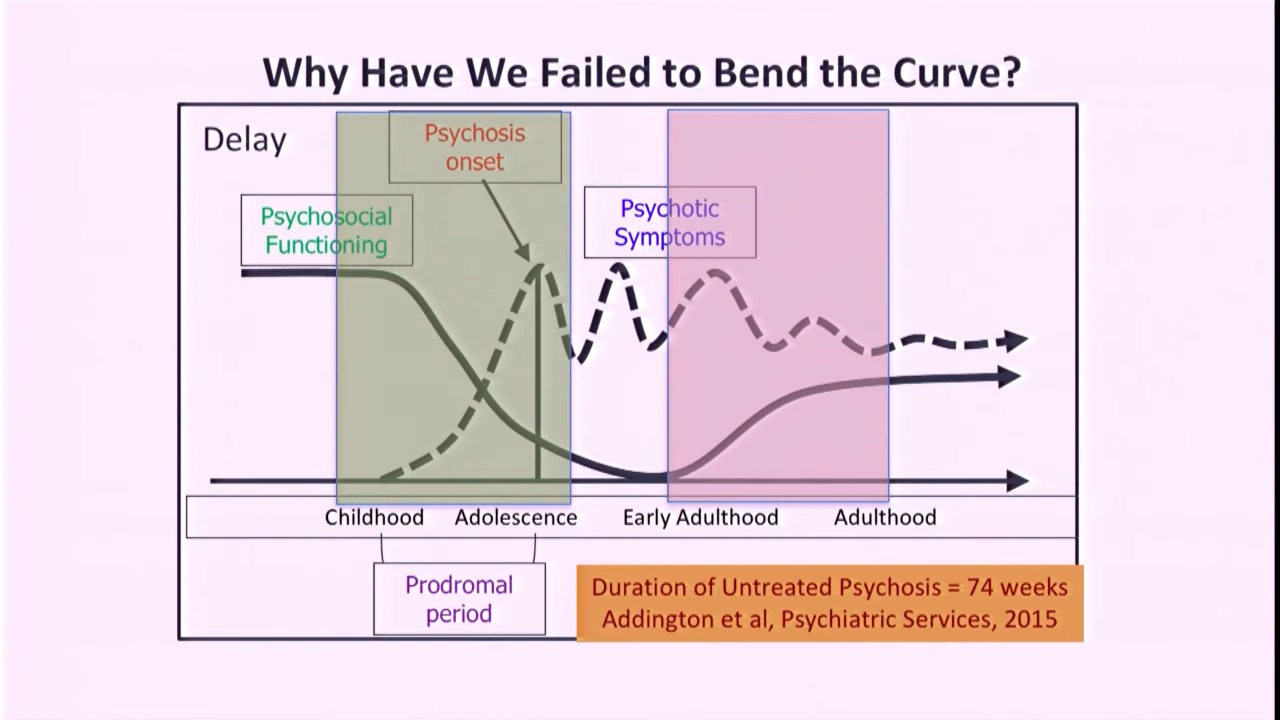 Why Have We Failed to Bend the Curve?
Delay
Psychosis
onset
Psychosocial
Functioning
Psychotic
Symptoms
Childhood Adolescence Early Adulthood Adulthood
Prodromal
period
Duration of Untreated Psychosis = 74 weeks
Addington et al, Psychiatric Services, 2015